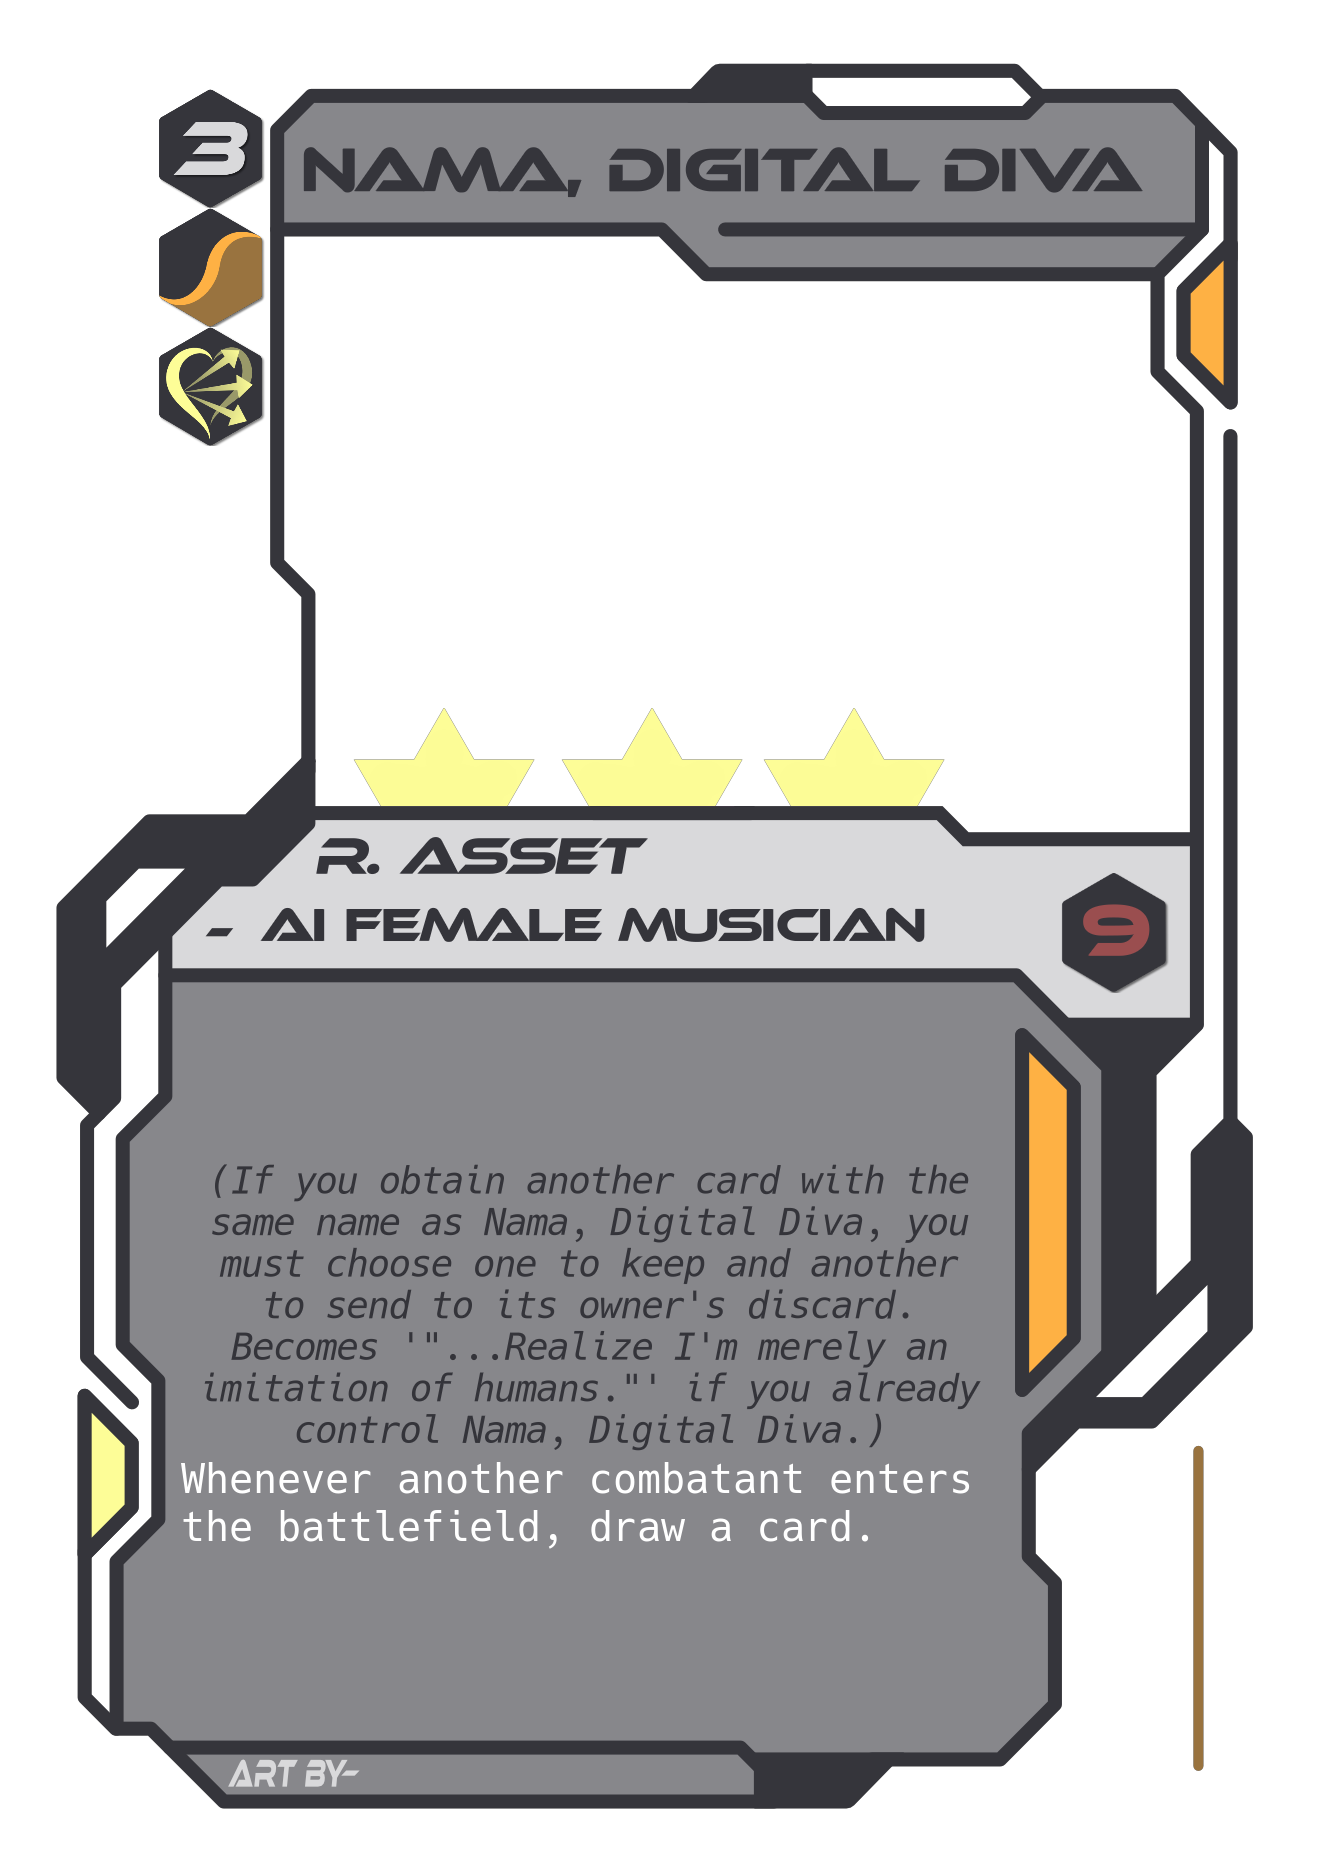 3
NAMA, DIGITAL DIVA
R. ASSET
- AI FEMALE MUSICIAN
9
(If you obtain another card with the
same name as Nama, Digital Diva, you
must choose one to keep and another
to send to its owner's discard.
Becomes '"...Realize I'm merely an
imitation of humans."' if you already
control Nama, Digital Diva.)
Whenever another combatant enters
the battlefield, draw a card.
ART BY-